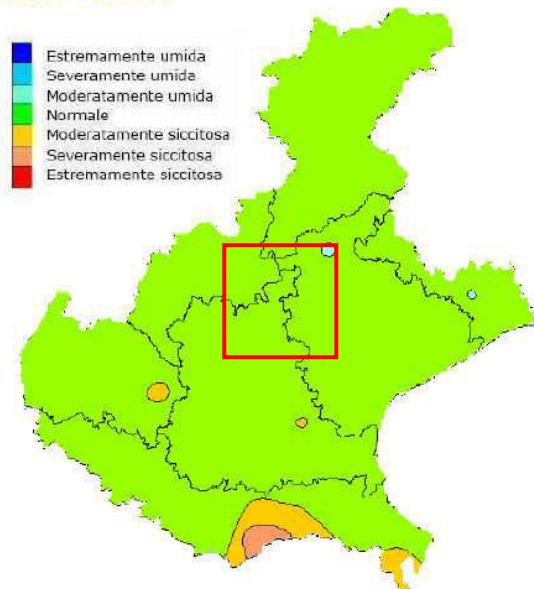 Estremamente umida
Severamente umida
Moderatamente umida
Normale
Moderatamente siccitosa
Severamente siccitosa
Estremamente siccitosa